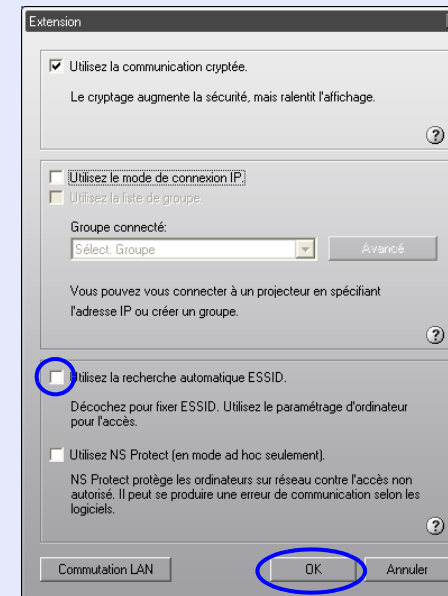 Extension
Utilisez la communication cryptée.
Le cryptage augmente la sécurité, mais ralentit l'affichage.
?
Utilisez le mode de connexion IP.
Utilisez la liste de groupe.
Groupe connecté:
Sélect. Groupe
Avancé
Vous pouvez vous connecter à un projecteur en spécifiant
l'adresse IP ou créer un groupe.
?
Utilisez la recherche automatique ESSID.
Décochez pour fixer ESSID. Utilisez le paramétrage d'ordinateur
pour l'accès.
Utilisez NS Protect (en mode ad hoc seulement).
NS Protect protège les ordinateurs sur réseau contre l'accès non
autorisé. Il peut se produire une erreur de communication selon les
logiciels.
?
Commutation LAN
OK
Annuler